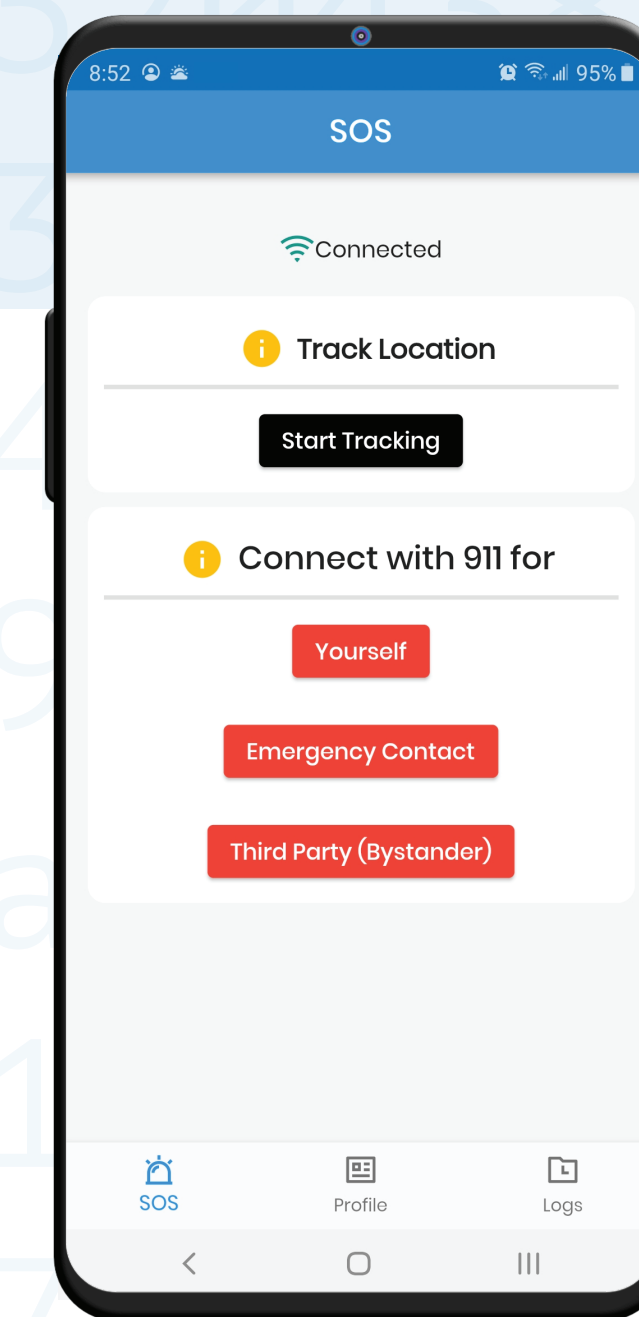 8:52
95%
SOS
Connected
Track Location
Start Tracking
Connect with 911 for
Yourself
Emergency Contact
Third Party (Bystander)
SOS
Profile
Logs